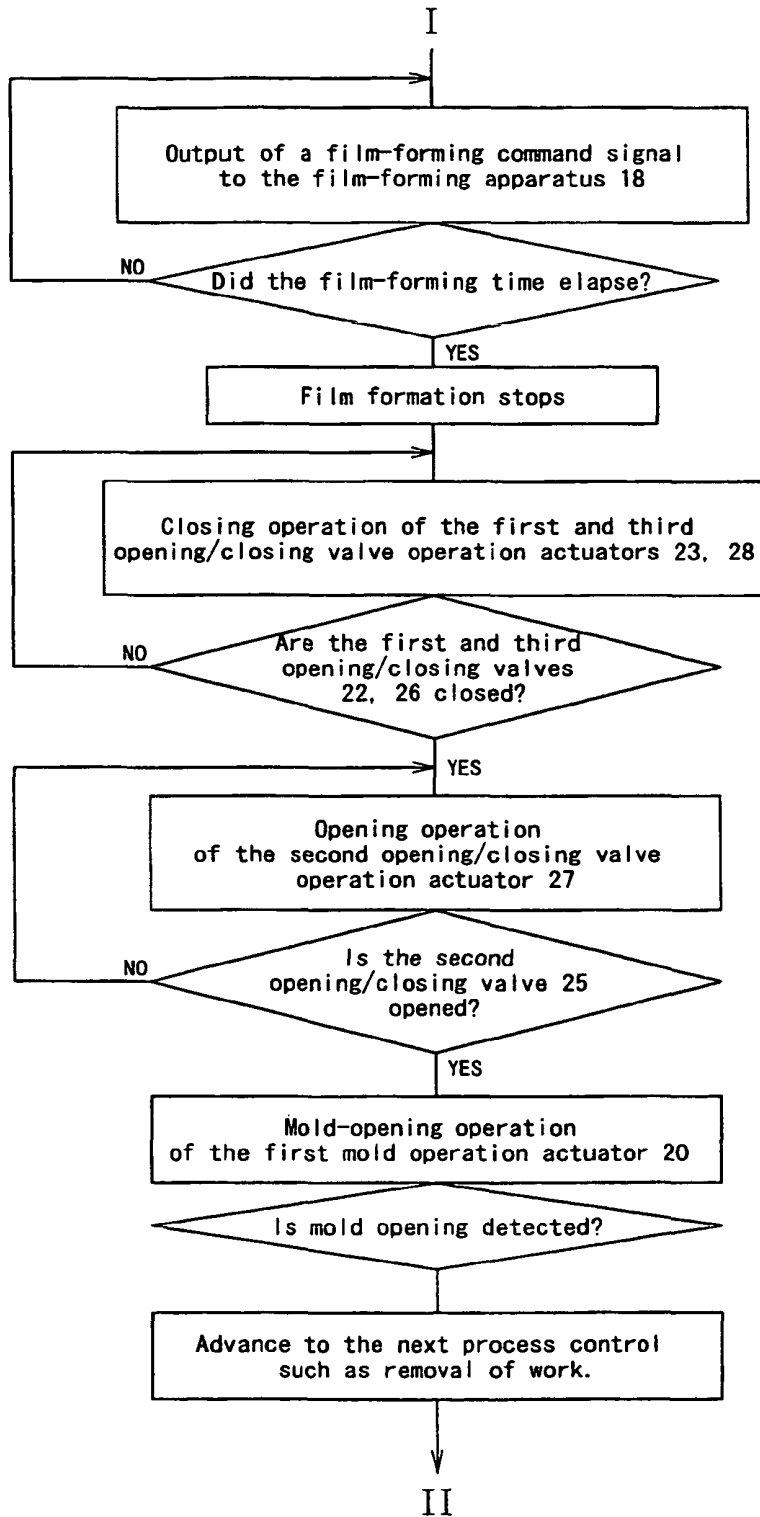 I
Output of a film-forming command signal
to the film-forming apparatus 18
NO
Did the film-forming time elapse?
YES
Film formation stops
Closing operation of the first and third
opening/closing valve operation actuators 23, 28
NO
Are the first and third
opening/closing valves
22, 26 closed?
YES
Opening operation
of the second opening/closing valve
operation actuator 27
NO
Is the second
opening/closing valve 25
opened?
YES
Mold-opening operation
of the first mold operation actuator 20
Is mold opening detected?
Advance to the next process control
such as removal of work.
II